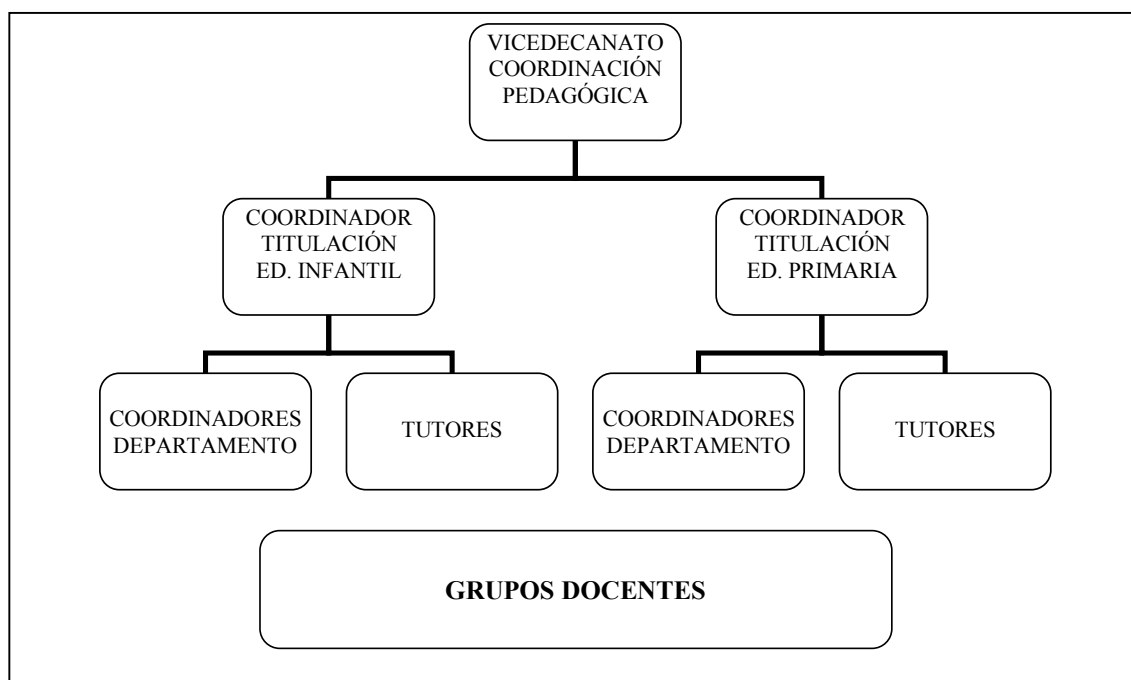 VICEDECANATO
COORDINACIÓN
PEDAGÓGICA
COORDINADOR
TITULACIÓN
ED. INFANTIL
COORDINADOR
TITULACIÓN
ED. PRIMARIA
COORDINADORES
DEPARTAMENTO
TUTORES
COORDINADORES
DEPARTAMENTO
TUTORES
GRUPOS DOCENTES